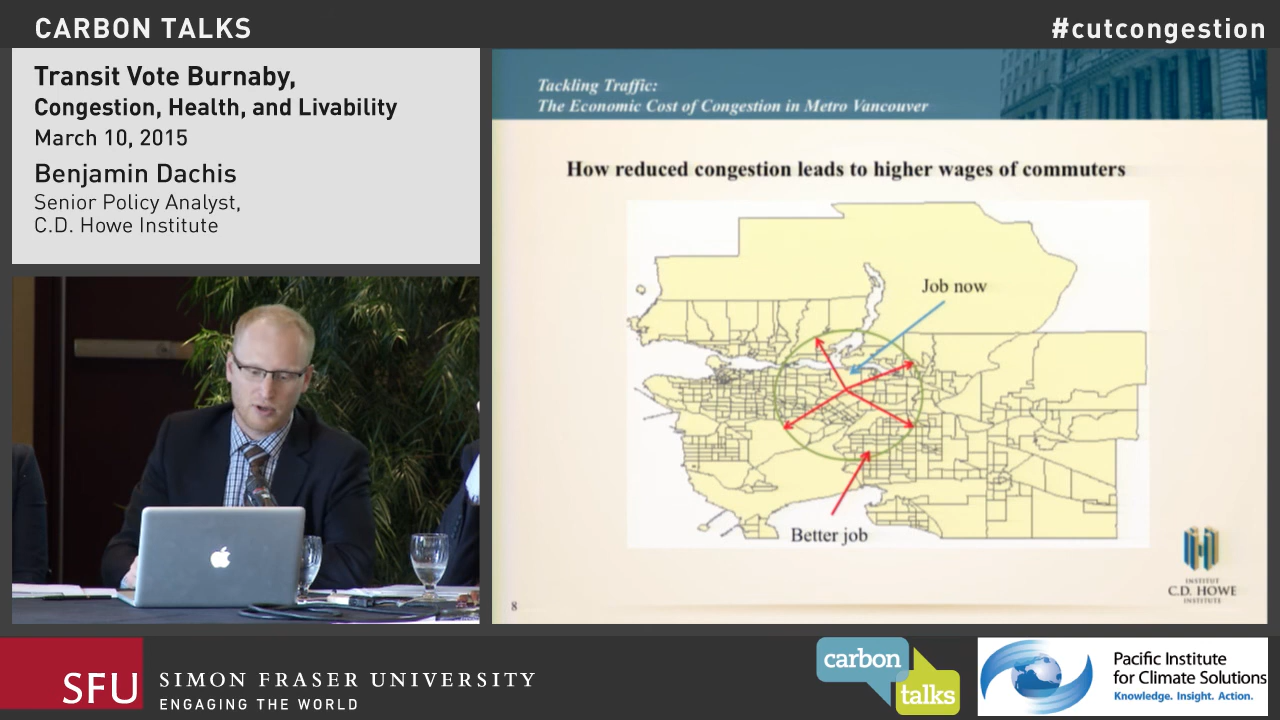 CARBON TALKS
#cutcongestion
Transit Vote Burnaby,
Congestion, Health, and Livability
March 10, 2015
Benjamin Dachis
Senior Policy Analyst,
C.D. Howe Institute
Tackling Traffic:
The Economic Cost of Congestion in Metro Vancouver
How reduced congestion leads to higher wages of commuters
Job now
Better job
INSTITUT
C.D. HOWE
INSTITUTE
8
SFU
SIMON FRASER UNIVERSITY
ENGAGING THE WORLD
carbon
talks
Pacific Institute
for Climate Solutions
Knowledge. Insight. Action.